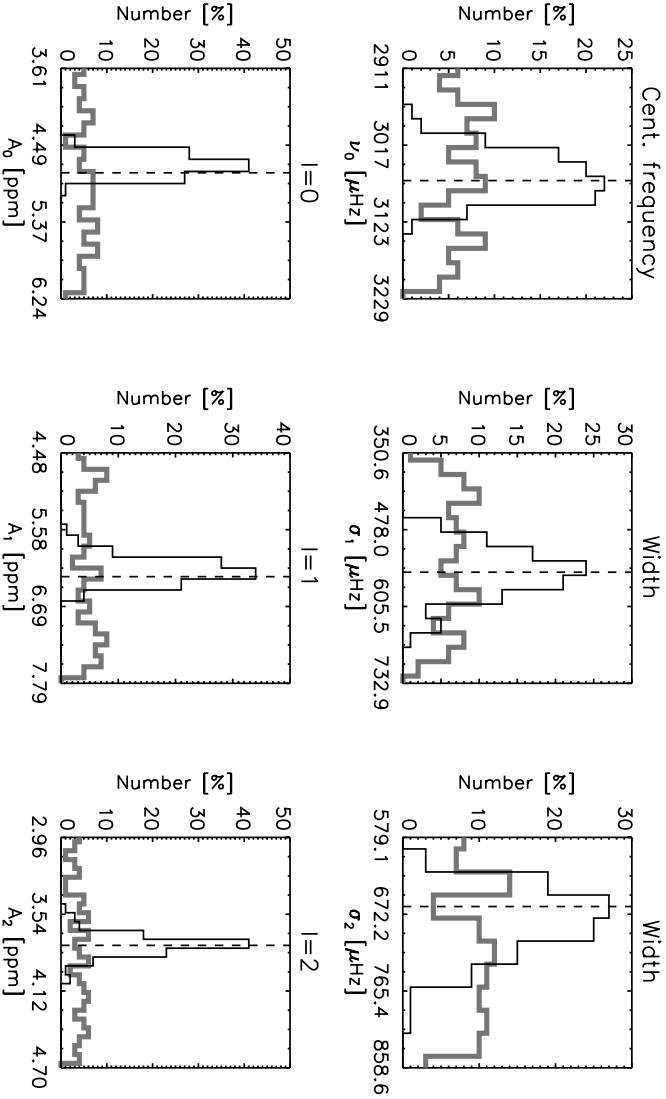 Cent. frequency
Number [%]
25
20
15
10
5
0
2911 3017 3123 3229
ν₀ [μHz]
Width
Number [%]
30
25
20
15
10
5
0
350.6 478.0 605.5 732.9
σ₁ [μHz]
Width
Number [%]
30
20
10
0
579.1 672.2 765.4 858.6
σ₂ [μHz]
l=0
Number [%]
50
40
30
20
10
0
3.61 4.49 5.37 6.24
A₀ [ppm]
l=1
Number [%]
40
30
20
10
0
4.48 5.58 6.69 7.79
A₁ [ppm]
l=2
Number [%]
50
40
30
20
10
0
2.96 3.54 4.12 4.70
A₂ [ppm]